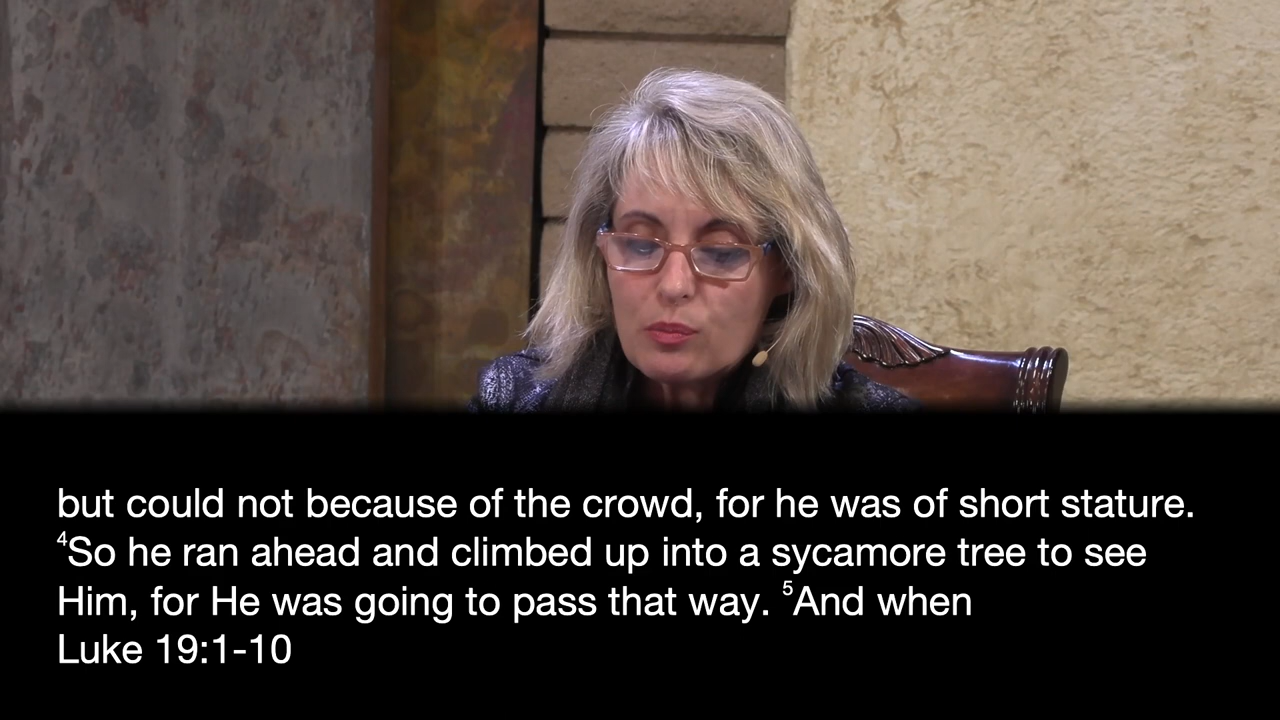 but could not because of the crowd, for he was of short stature.
⁴So he ran ahead and climbed up into a sycamore tree to see
Him, for He was going to pass that way. ⁵And when
Luke 19:1-10